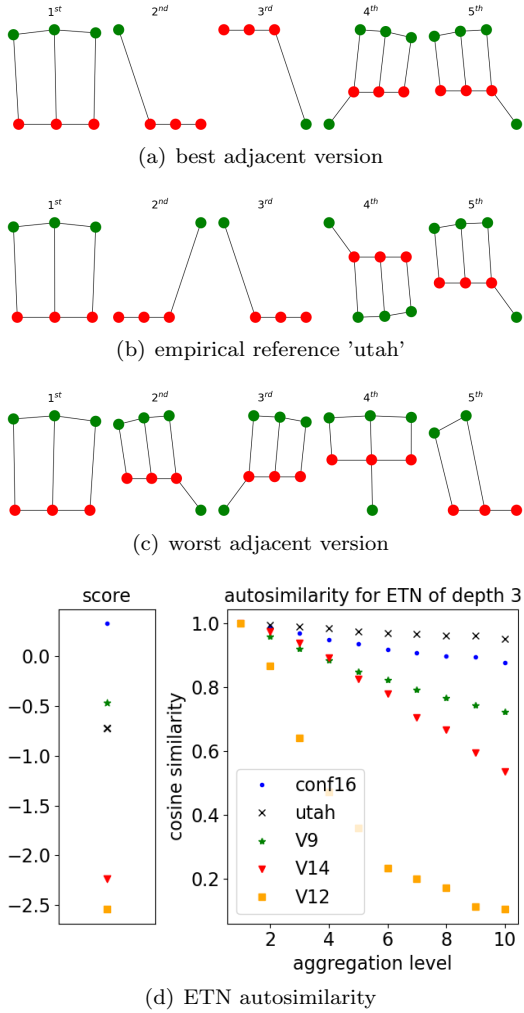 1st 2nd 3rd 4th 5th
(a) best adjacent version
1st 2nd 3rd 4th 5th
(b) empirical reference 'utah'
1st 2nd 3rd 4th 5th
(c) worst adjacent version
score
0.0
−0.5
−1.0
−1.5
−2.0
−2.5
autosimilarity for ETN of depth 3
cosine similarity
1.0
0.8
0.6
0.4
0.2
conf16
utah
V9
V14
V12
2 4 6 8 10
aggregation level
(d) ETN autosimilarity